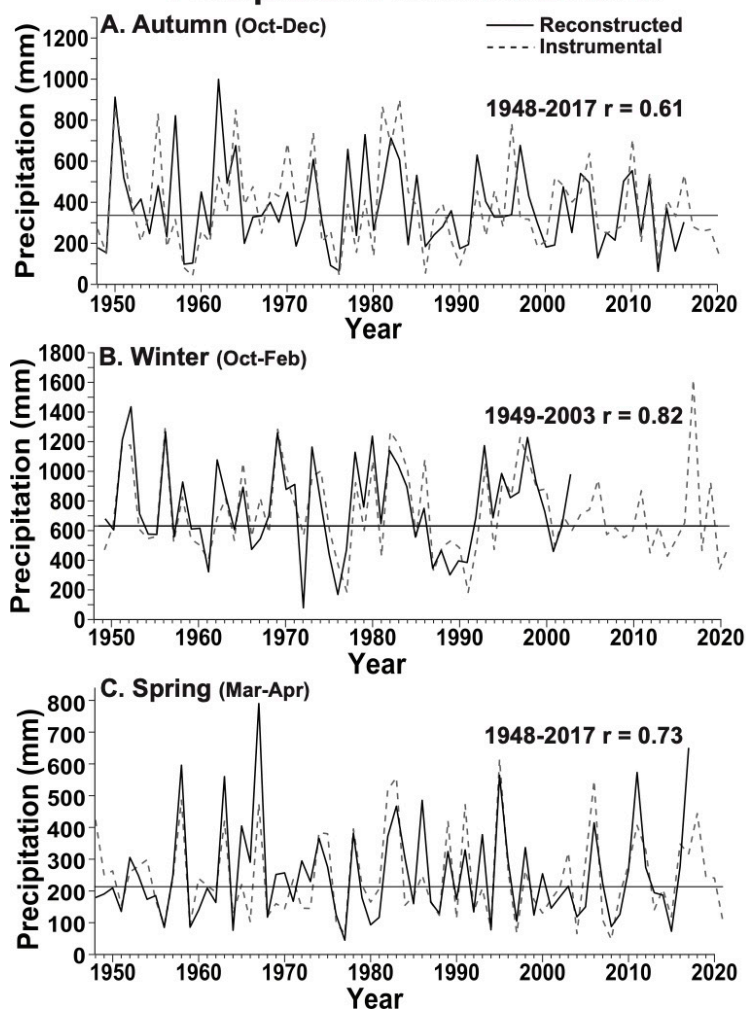 A. Autumn (Oct-Dec)
Reconstructed
Instrumental
1948-2017 r = 0.61
Precipitation (mm)
1200
1000
800
600
400
200
0
1950 1960 1970 1980 1990 2000 2010 2020
Year
B. Winter (Oct-Feb)
1949-2003 r = 0.82
Precipitation (mm)
1800
1600
1400
1200
1000
800
600
400
200
0
1950 1960 1970 1980 1990 2000 2010 2020
Year
C. Spring (Mar-Apr)
1948-2017 r = 0.73
Precipitation (mm)
800
700
600
500
400
300
200
100
0
1950 1960 1970 1980 1990 2000 2010 2020
Year